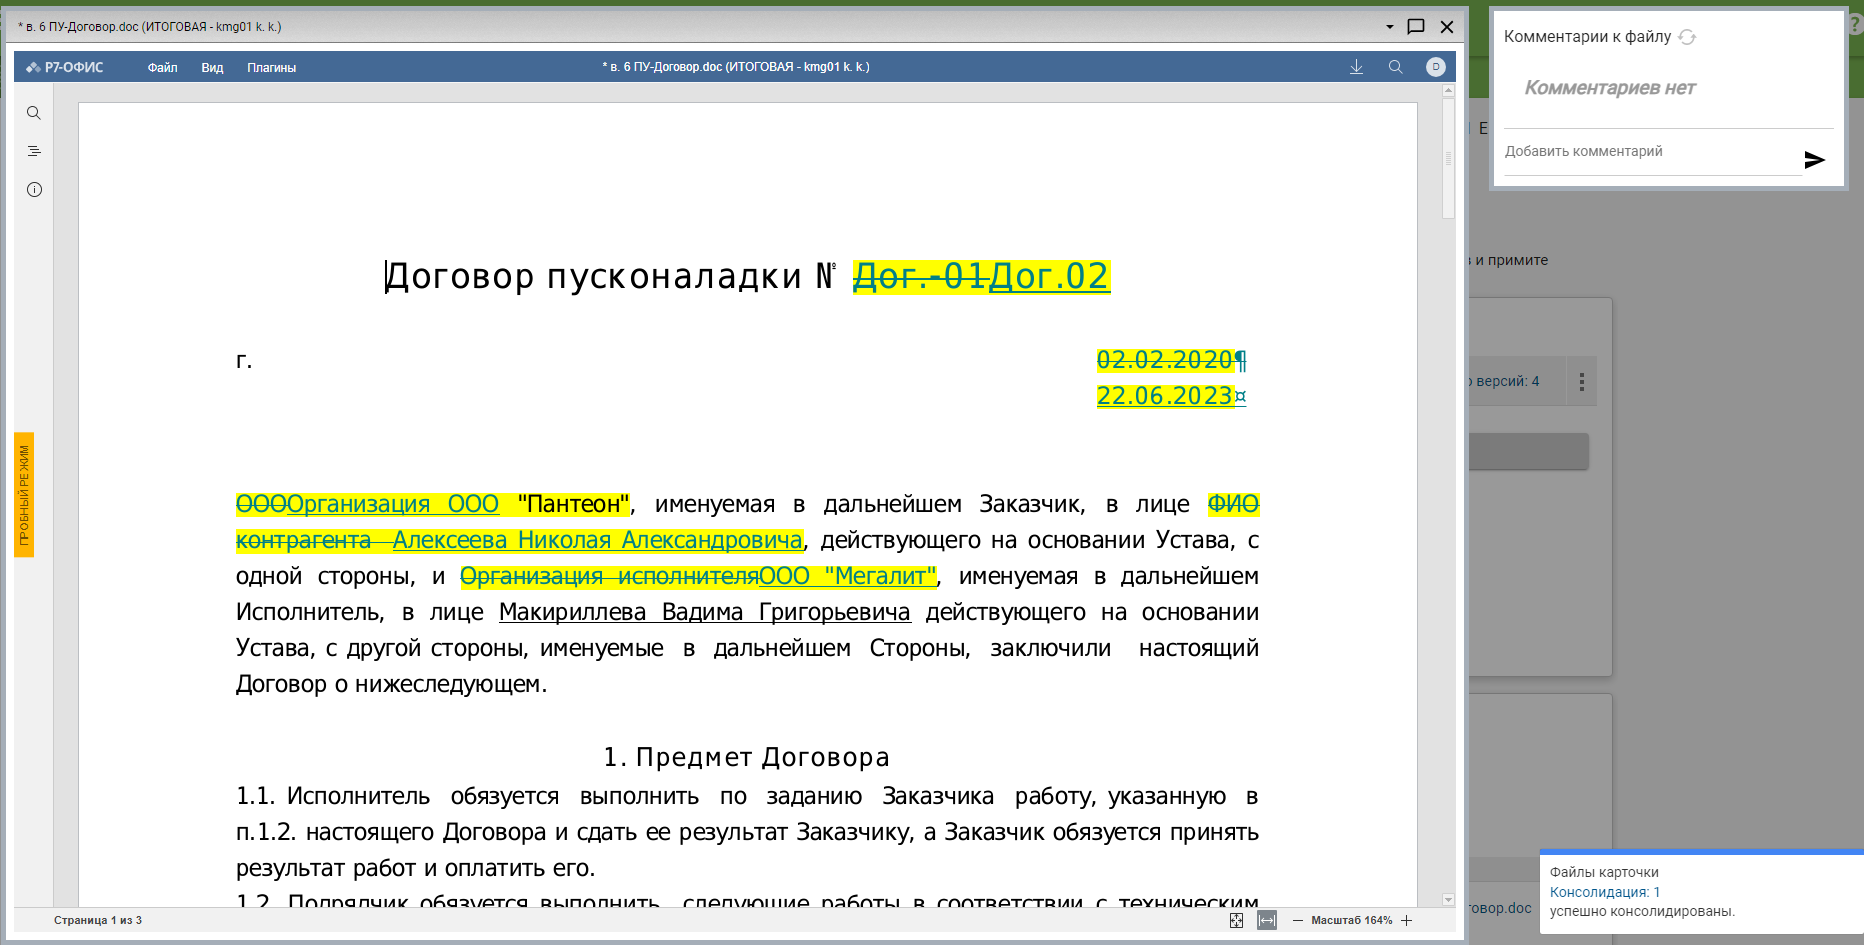 * в. 6 ПУ-Договор.doc (ИТОГОВАЯ - kmg01 k. k.)
Р7-ОФИС Файл Вид Плагины * в. 6 ПУ-Договор.doc (ИТОГОВАЯ - kmg01 k. k.) D
ПРОБНЫЙ РЕЖИМ
Договор пусконаладки № Дог.-01Дог.02
г. 02.02.2020¶
22.06.2023¤
ООООрганизация ООО "Пантеон", именуемая в дальнейшем Заказчик, в лице ФИО
контрагента Алексеева Николая Александровича, действующего на основании Устава, с
одной стороны, и Организация исполнителяООО "Мегалит", именуемая в дальнейшем
Исполнитель, в лице Макириллева Вадима Григорьевича действующего на основании
Устава, с другой стороны, именуемые в дальнейшем Стороны, заключили настоящий
Договор о нижеследующем.
1. Предмет Договора
1.1. Исполнитель обязуется выполнить по заданию Заказчика работу, указанную в
п.1.2. настоящего Договора и сдать ее результат Заказчику, а Заказчик обязуется принять
результат работ и оплатить его.
1.2. Подрядчик обязуется выполнить следующие работы в соответствии с техническим
Страница 1 из 3 Масштаб 164%
Комментарии к файлу
Комментариев нет
Добавить комментарий
?
Е
и примите
версий: 4
овор.doc
Файлы карточки
Консолидация: 1
успешно консолидированы.